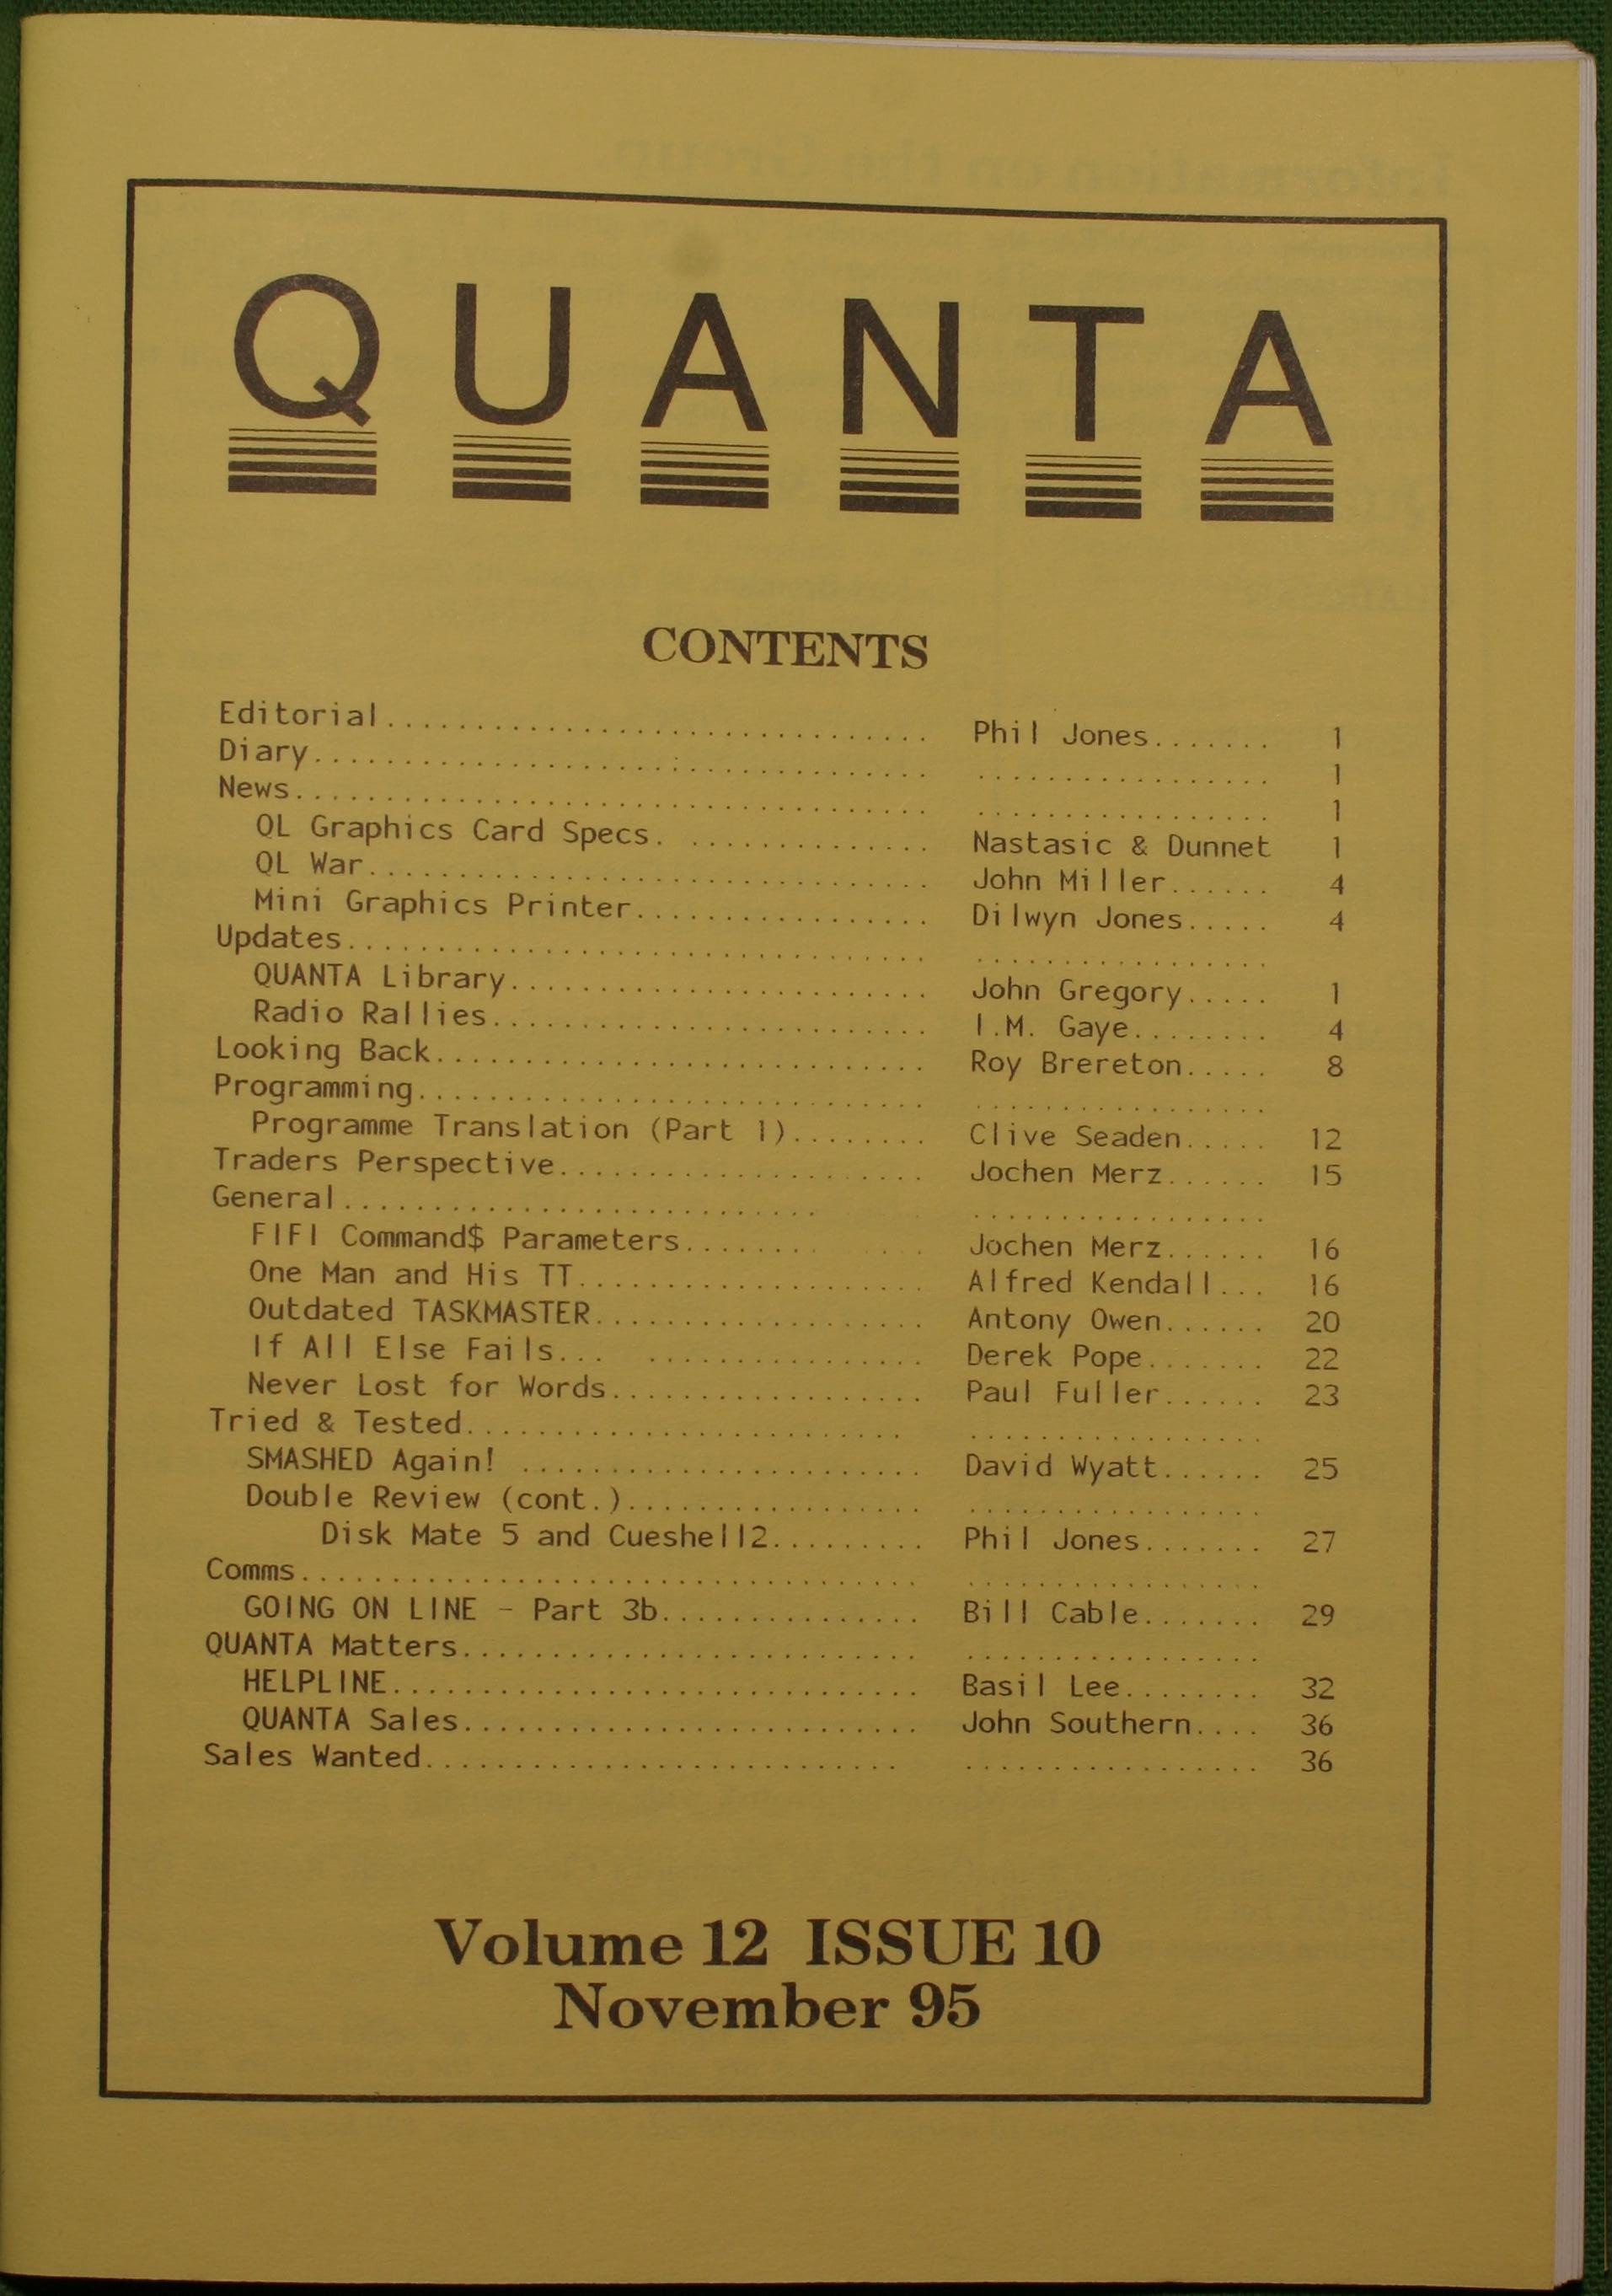 QUANTA
CONTENTS
Editorial.............................. Phil Jones....... 1
Diary.................................. ................. 1
News................................... ................. 1
QL Graphics Card Specs. .............. Nastasic & Dunnet 1
QL War............................... John Miller...... 4
Mini Graphics Printer................ Dilwyn Jones..... 4
Updates................................ .................
QUANTA Library....................... John Gregory..... 1
Radio Rallies........................ I.M. Gaye........ 4
Looking Back........................... Roy Brereton..... 8
Programming............................ .................
Programme Translation (Part 1)........ Clive Seaden..... 12
Traders Perspective.................... Jochen Merz...... 15
General........................... .................
FIFI Command$ Parameters........ ... Jochen Merz...... 16
One Man and His TT................... Alfred Kendall... 16
Outdated TASKMASTER.................. Antony Owen...... 20
If All Else Fails... ............... Derek Pope....... 22
Never Lost for Words................. Paul Fuller...... 23
Tried & Tested........................ .................
SMASHED Again! ...................... David Wyatt...... 25
Double Review (cont.)................ .................
Disk Mate 5 and Cueshell2......... Phil Jones....... 27
Comms.................................. .................
GOING ON LINE - Part 3b.............. Bill Cable....... 29
QUANTA Matters......................... .................
HELPLINE............................. Basil Lee........ 32
QUANTA Sales......................... John Southern.... 36
Sales Wanted.......................... ................. 36
Volume 12 ISSUE 10
November 95